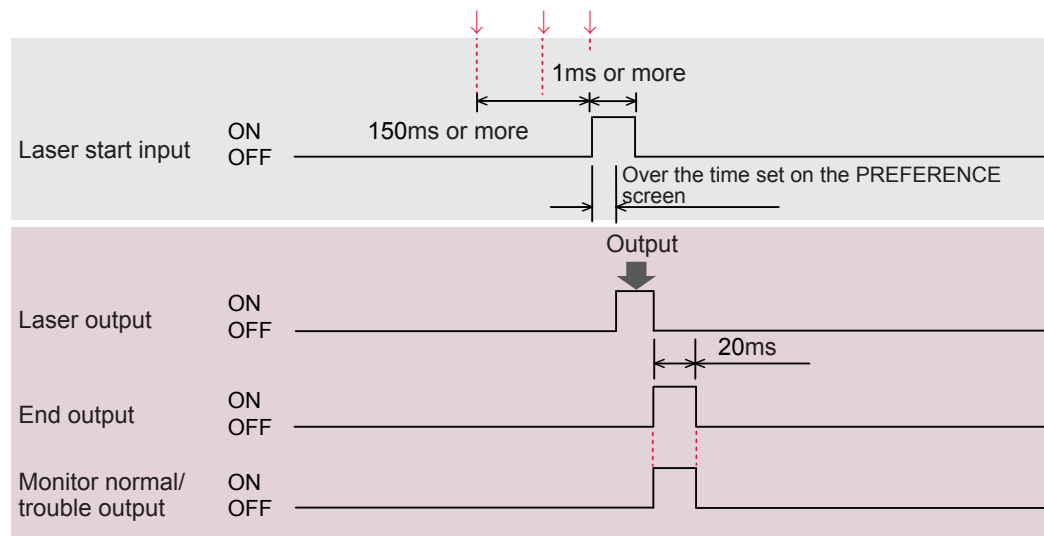 1ms or more
150ms or more
Laser start input
ON
OFF
Over the time set on the PREFERENCE
screen
Output
Laser output
ON
OFF
20ms
End output
ON
OFF
Monitor normal/
trouble output
ON
OFF